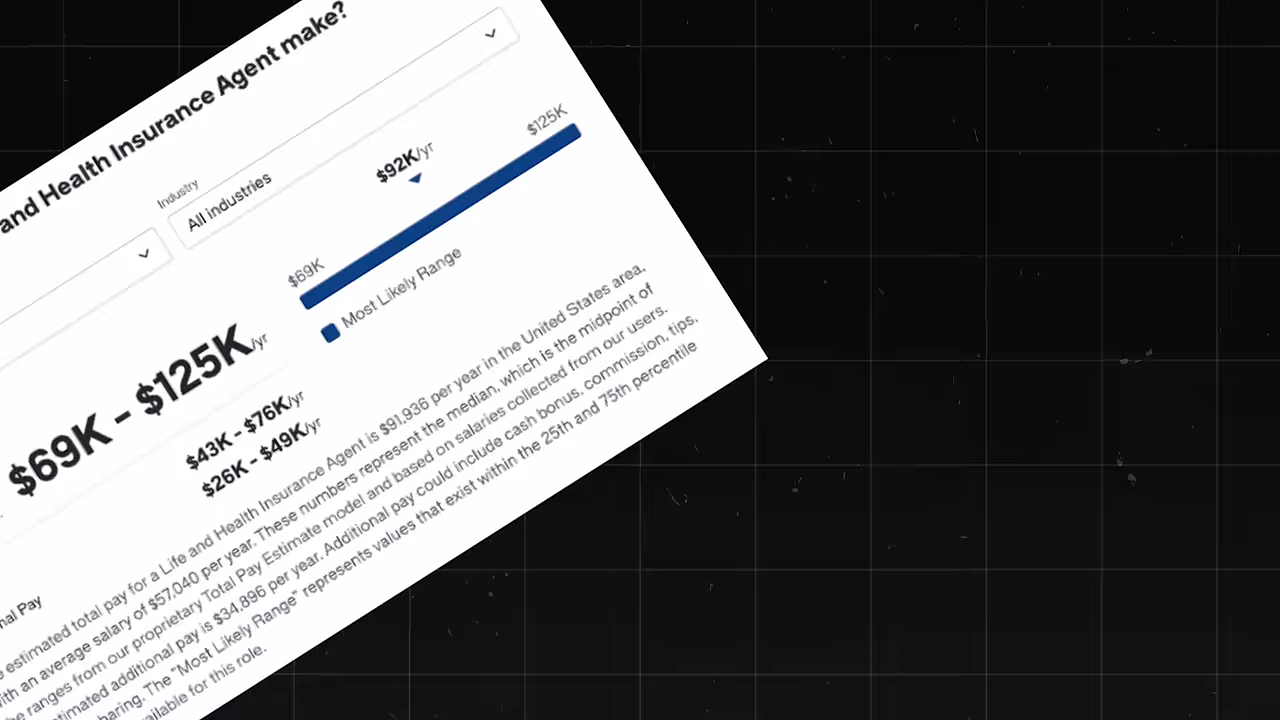 and Health Insurance Agent make?
Industry
All industries
$125K
$92K/yr
$69K
Most Likely Range
$69K - $125K/yr
$43K - $76K/yr
$26K - $49K/yr
nal Pay
estimated total pay for a Life and Health Insurance Agent is $91,936 per year in the United States area,
with an average salary of $57,040 per year. These numbers represent the median, which is the midpoint of
ranges from our proprietary Total Pay Estimate model and based on salaries collected from our users.
estimated additional pay is $34,896 per year. Additional pay could include cash bonus, commission, tips,
haring. The "Most Likely Range" represents values that exist within the 25th and 75th percentile
ailable for this role.